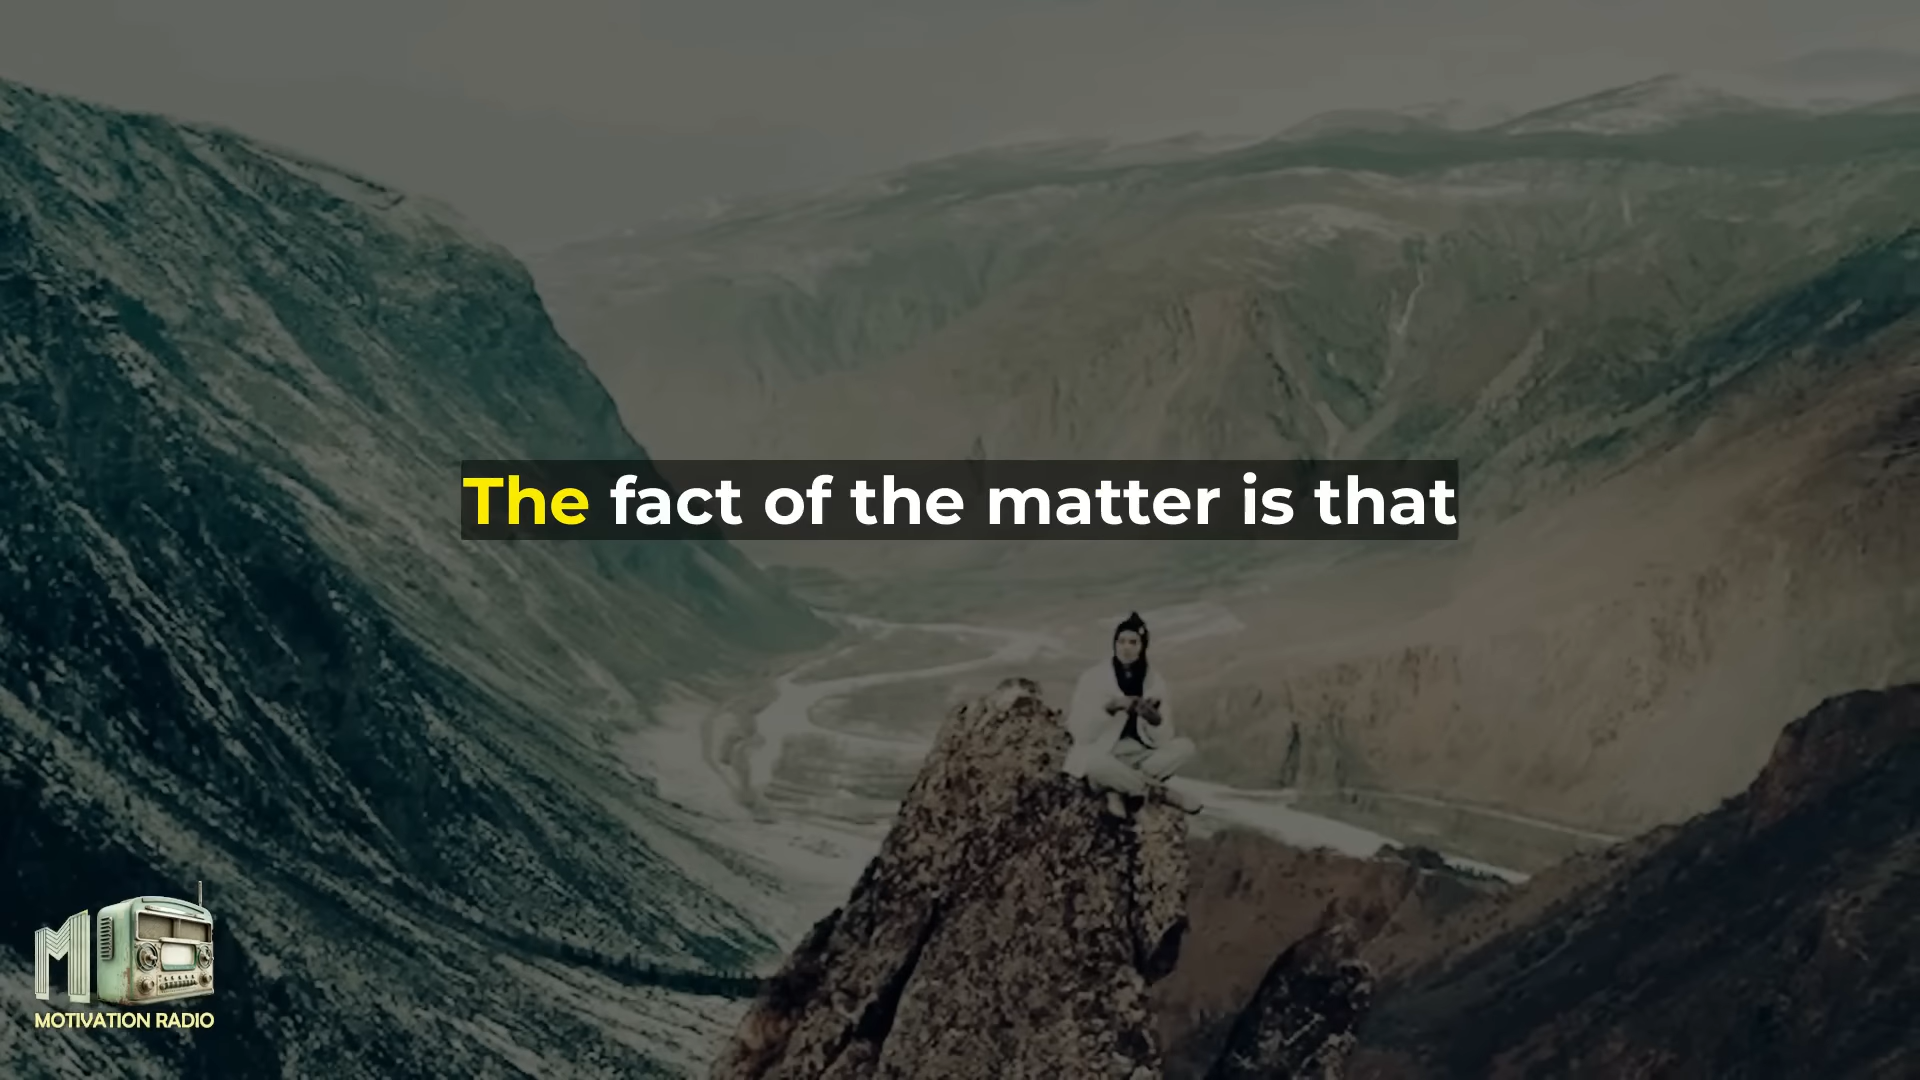 The fact of the matter is that
MOTIVATION RADIO